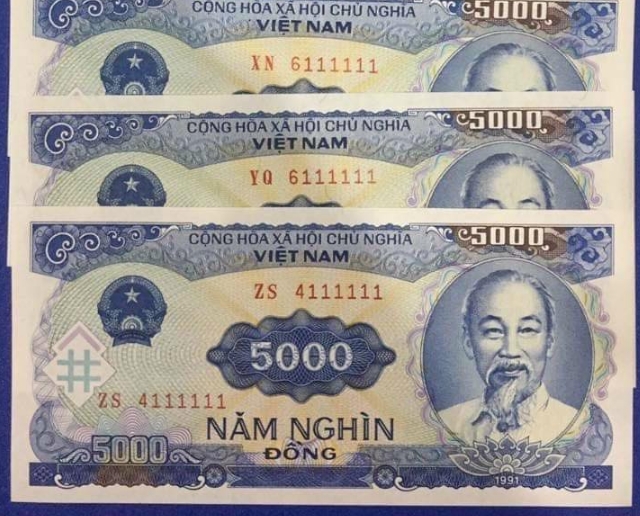 CỘNG HÒA XÃ HỘI CHỦ NGHĨA
5000
VIỆT NAM
XN 6111111
CỘNG HÒA XÃ HỘI CHỦ NGHĨA
5000
VIỆT NAM
YQ 6111111
CỘNG HÒA XÃ HỘI CHỦ NGHĨA
5000
VIỆT NAM
ZS 4111111
5000
ZS 4111111
NĂM NGHÌN
5000
ĐỒNG
1991